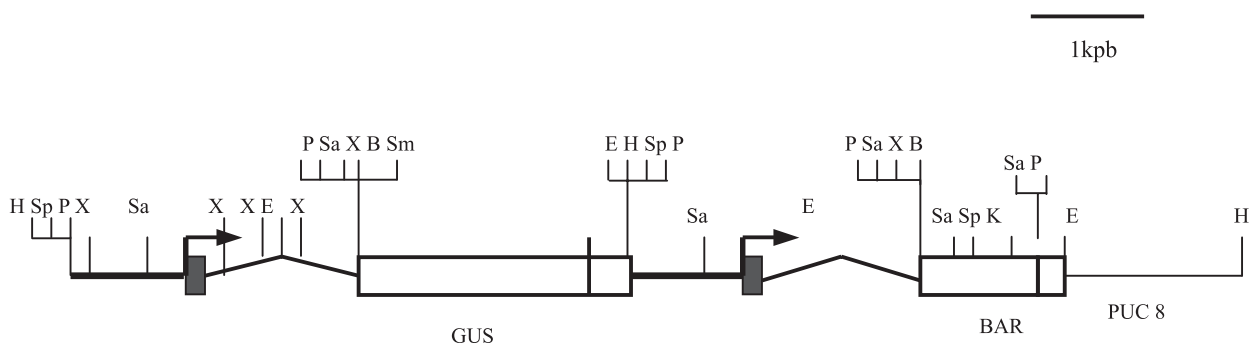 1kpb
P Sa X B Sm
E H Sp P
P Sa X B
Sa P
H Sp P X
Sa
X
X E
X
Sa
E
Sa Sp K
E
H
GUS
BAR
PUC 8